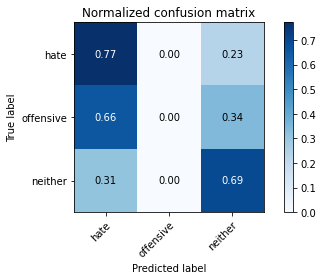 Normalized confusion matrix
True label
hate
0.77 0.00 0.23
offensive
0.66 0.00 0.34
neither
0.31 0.00 0.69
hate
offensive
neither
Predicted label
0.7
0.6
0.5
0.4
0.3
0.2
0.1
0.0